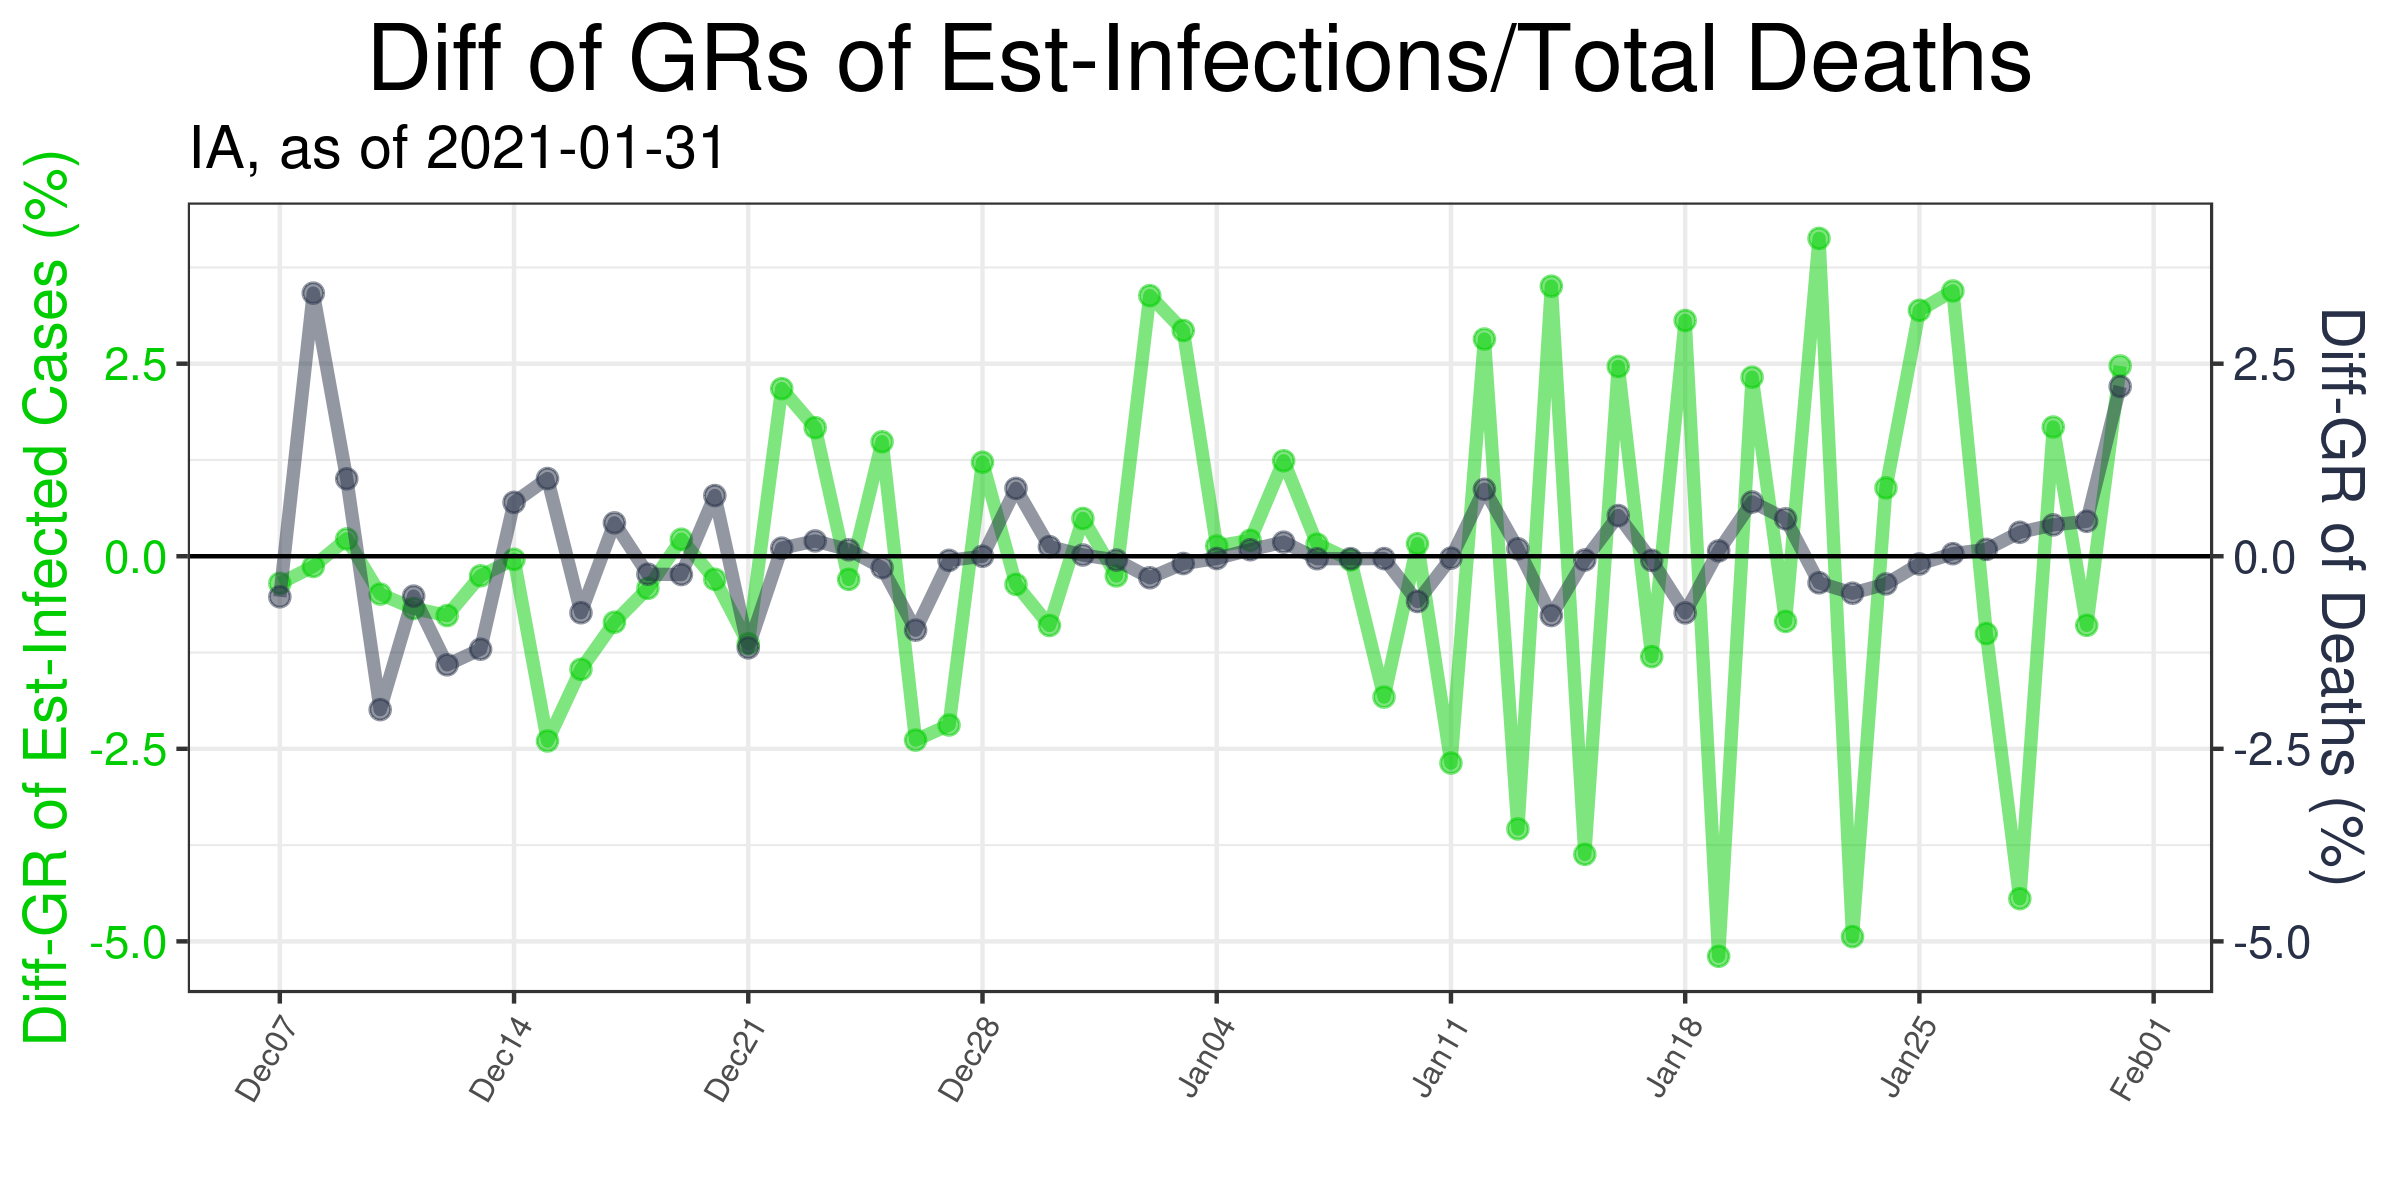 Diff of GRs of Est-Infections/Total Deaths
IA, as of 2021-01-31
Diff-GR of Est-Infected Cases (%)
2.5
0.0
-2.5
-5.0
2.5
0.0
-2.5
-5.0
Diff-GR of Deaths (%)
Dec07
Dec14
Dec21
Dec28
Jan04
Jan11
Jan18
Jan25
Feb01